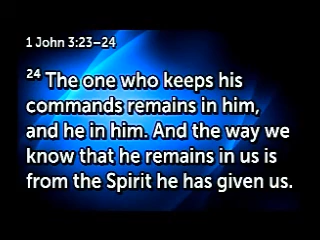 1 John 3:23–24
24 The one who keeps his
commands remains in him,
and he in him. And the way we
know that he remains in us is
from the Spirit he has given us.